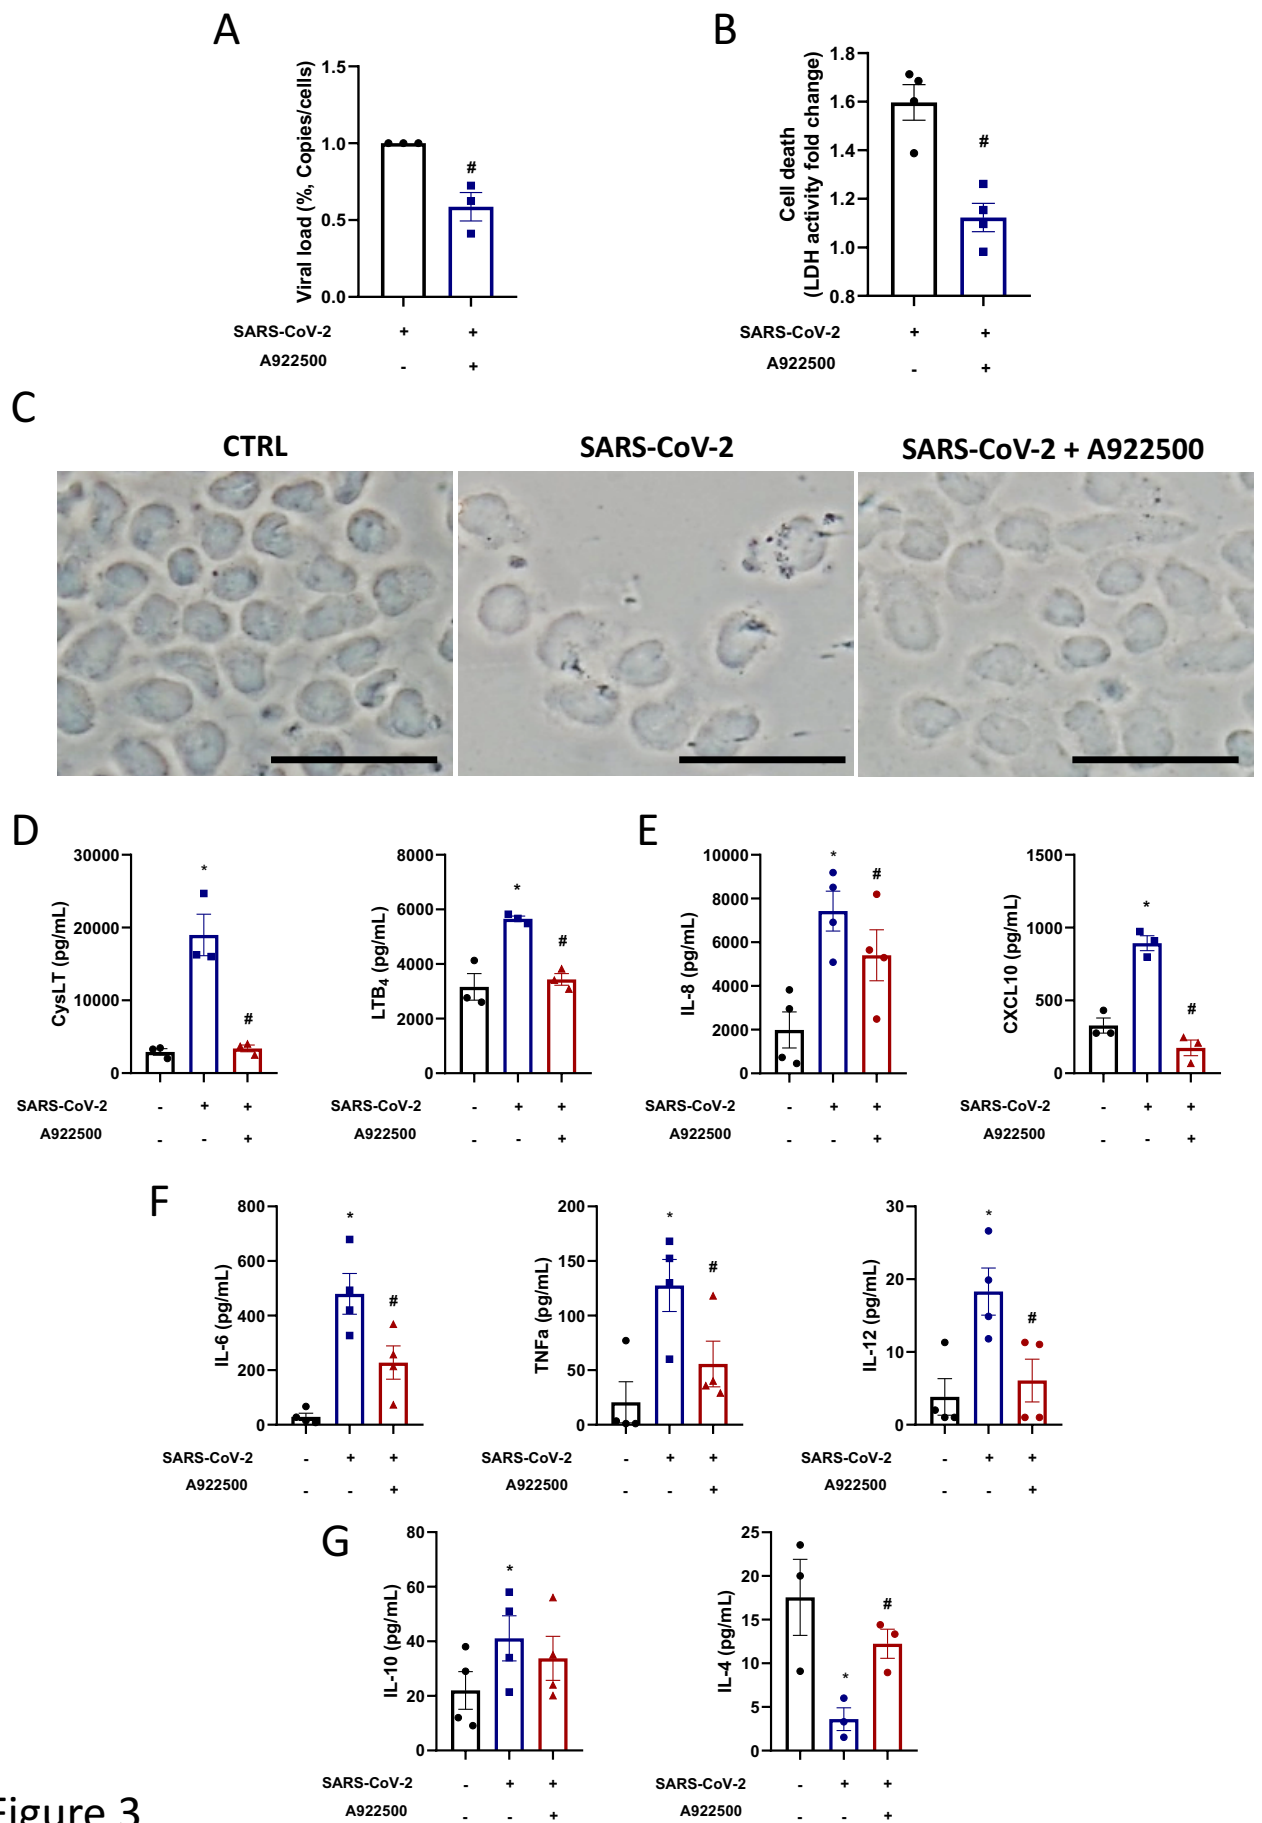 A
Viral load (%, Copies/cells)
1.5
1.0
0.5
0.0
#
SARS-CoV-2 + +
A922500 - +
B
Cell death
(LDH activity fold change)
1.8
1.6
1.4
1.2
1.0
0.8
#
SARS-CoV-2 + +
A922500 - +
C
CTRL SARS-CoV-2 SARS-CoV-2 + A922500
D
CysLT (pg/mL)
30000
20000
10000
0
* #
SARS-CoV-2 - + +
A922500 - - +
LTB4 (pg/mL)
8000
6000
4000
2000
0
* #
SARS-CoV-2 - + +
A922500 - - +
E
IL-8 (pg/mL)
10000
8000
6000
4000
2000
0
* #
SARS-CoV-2 - + +
A922500 - - +
CXCL10 (pg/mL)
1500
1000
500
0
* #
SARS-CoV-2 - + +
A922500 - - +
F
IL-6 (pg/mL)
800
600
400
200
0
* #
SARS-CoV-2 - + +
A922500 - - +
TNFa (pg/mL)
200
150
100
50
0
* #
SARS-CoV-2 - + +
A922500 - - +
IL-12 (pg/mL)
30
20
10
0
* #
SARS-CoV-2 - + +
A922500 - - +
G
IL-10 (pg/mL)
80
60
40
20
0
*
SARS-CoV-2 - + +
A922500 - - +
IL-4 (pg/mL)
25
20
15
10
5
0
* #
SARS-CoV-2 - + +
A922500 - - +
Figure 3